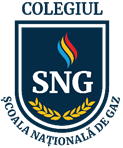 COLEGIUL
SNG
ȘCOALA NAȚIONALĂ DE GAZ